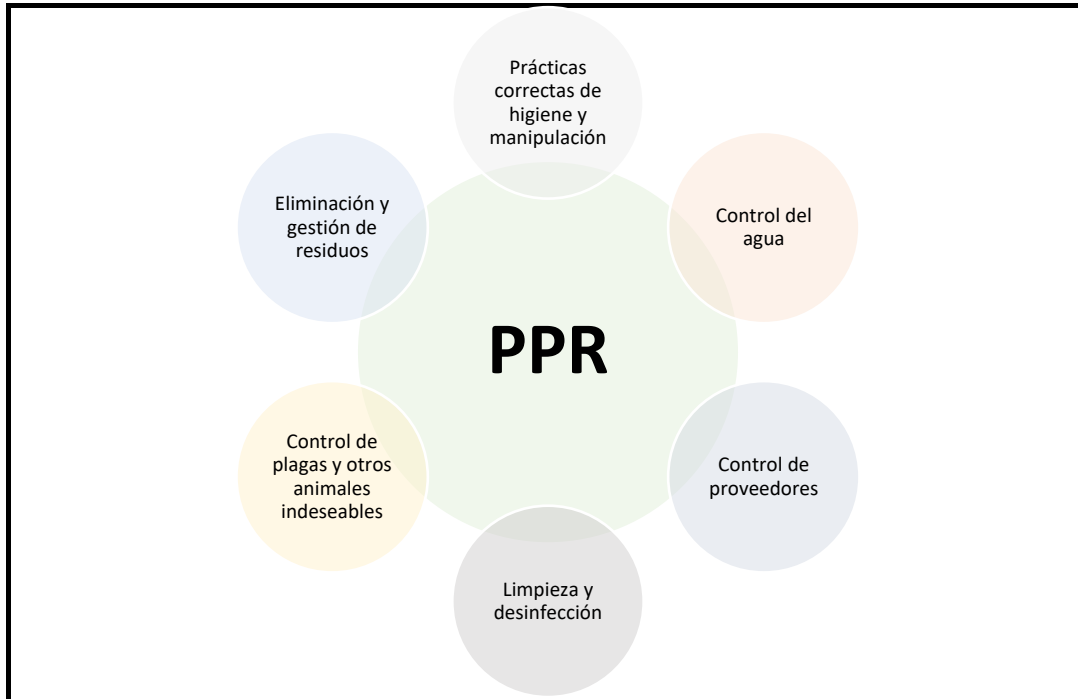 Prácticas
correctas de
higiene y
manipulación
Eliminación y
gestión de
residuos
Control del
agua
PPR
Control de
plagas y otros
animales
indeseables
Control de
proveedores
Limpieza y
desinfección